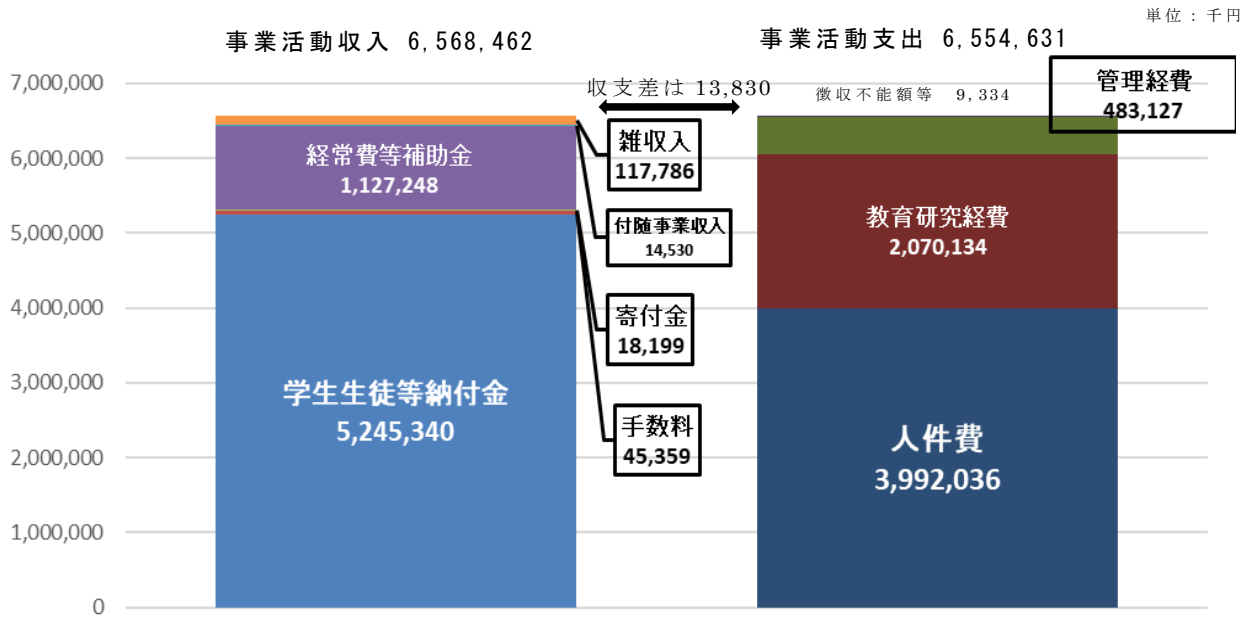 単位：千円
事業活動収入 6,568,462
事業活動支出 6,554,631
収支差は 13,830
徴収不能額等 9,334
管理経費
483,127
7,000,000
6,000,000
5,000,000
4,000,000
3,000,000
2,000,000
1,000,000
0
経常費等補助金
1,127,248
学生生徒等納付金
5,245,340
雑収入
117,786
付随事業収入
14,530
寄付金
18,199
手数料
45,359
教育研究経費
2,070,134
人件費
3,992,036